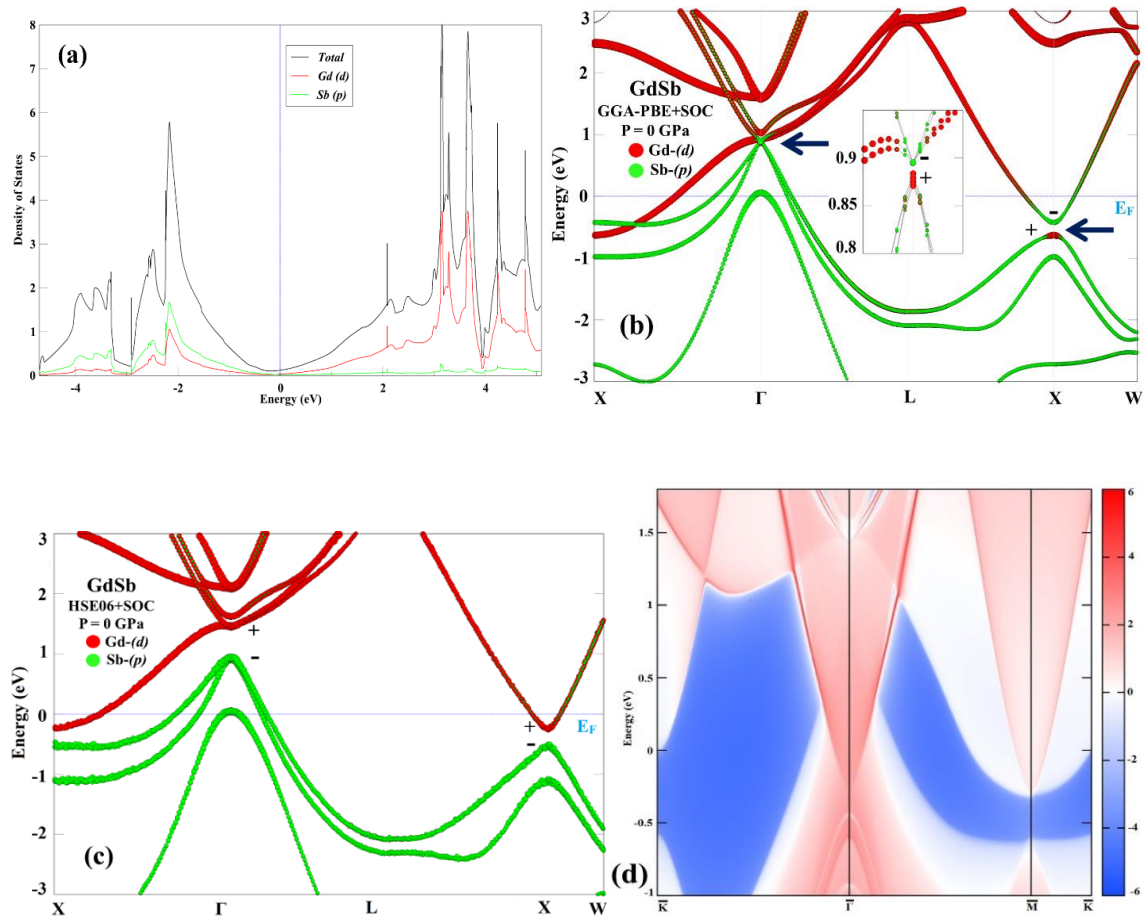 (a)
Total
Gd (d)
Sb (p)
Density of States
8
7
6
5
4
3
2
1
0
-4
-2
0
2
4
Energy (eV)
(b)
GdSb
GGA-PBE+SOC
P = 0 GPa
Gd-(d)
Sb-(p)
Energy (eV)
3
2
1
0
-1
-2
-3
0.9
0.85
0.8
-
+
-
+
EF
X
Γ
L
X
W
(c)
GdSb
HSE06+SOC
P = 0 GPa
Gd-(d)
Sb-(p)
Energy (eV)
3
2
1
0
-1
-2
-3
+
-
+
-
EF
X
Γ
L
X
W
(d)
Energy (eV)
1.5
1
0.5
0
-0.5
-1
K̅
Γ̅
M̅
K̅
6
4
2
0
-2
-4
-6